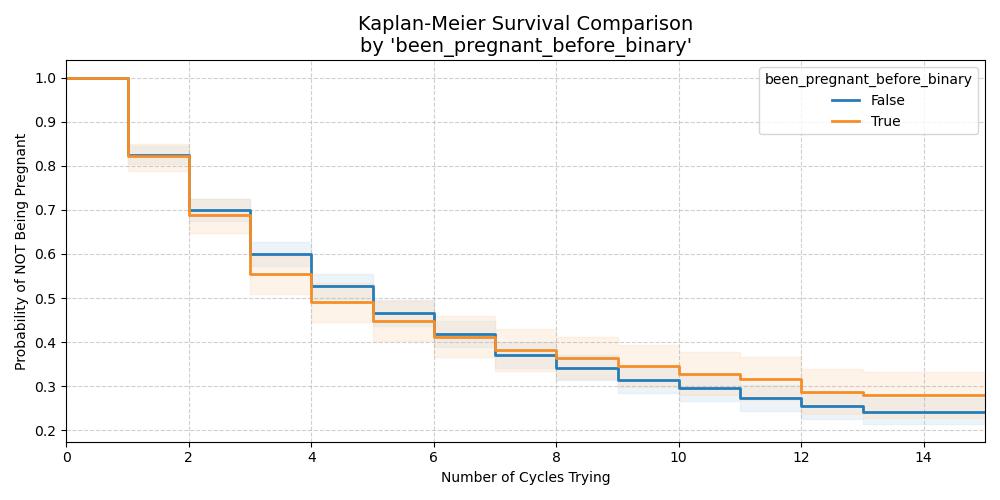 Kaplan-Meier Survival Comparison
by 'been_pregnant_before_binary'
been_pregnant_before_binary
False
True
Probability of NOT Being Pregnant
1.0
0.9
0.8
0.7
0.6
0.5
0.4
0.3
0.2
0 2 4 6 8 10 12 14
Number of Cycles Trying